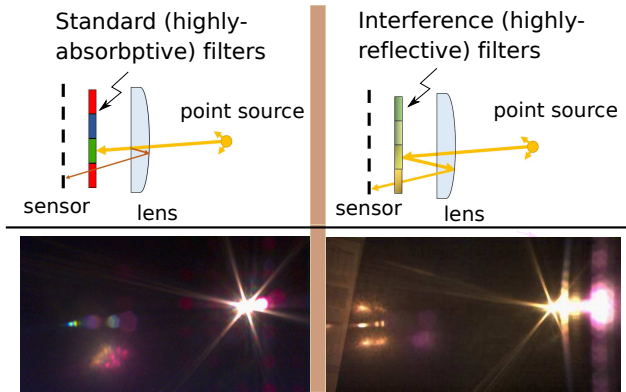 Standard (highly-
absorbptive) filters
point source
sensor
lens
Interference (highly-
reflective) filters
point source
sensor
lens